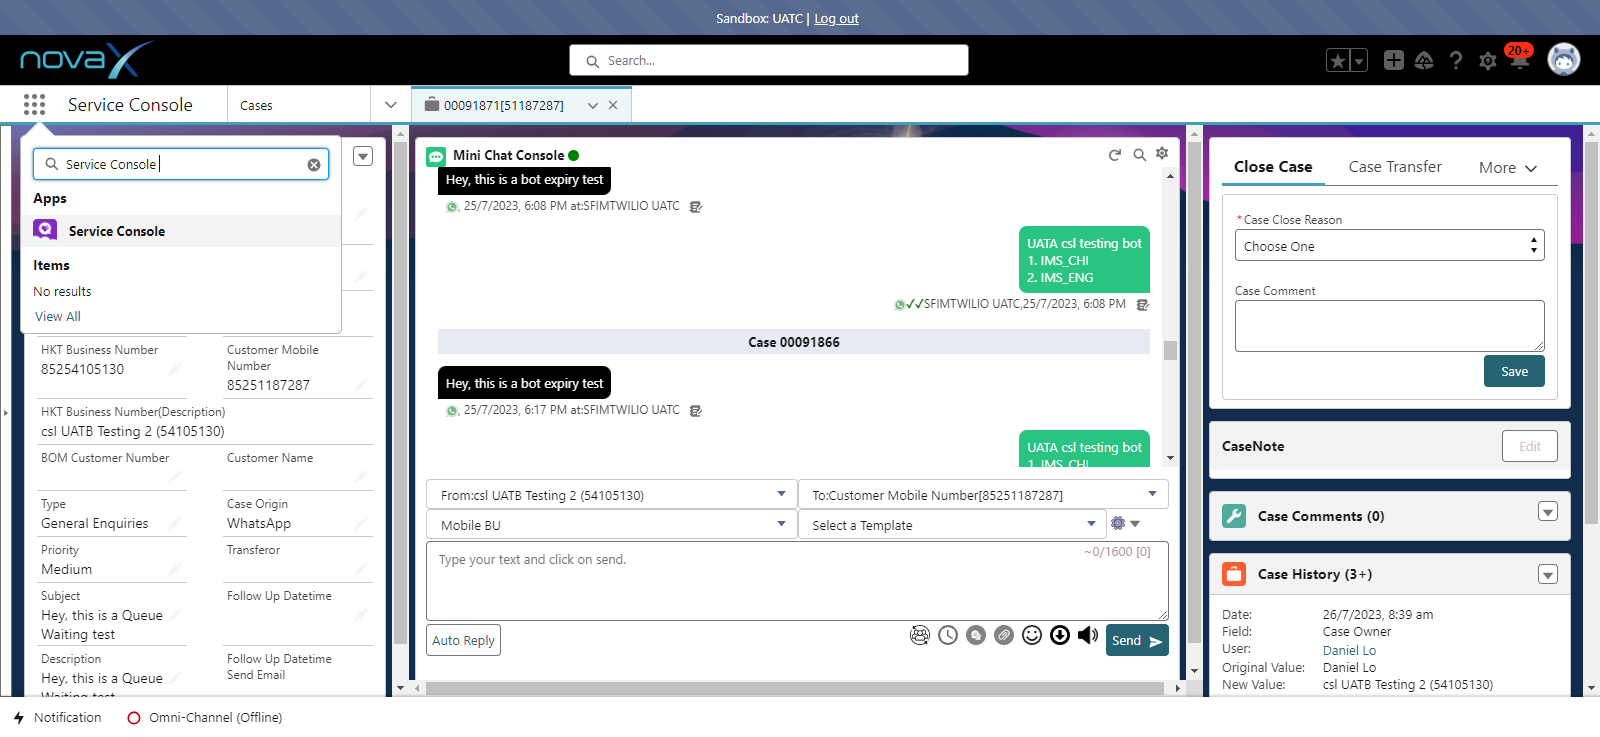 Sandbox: UATC | Log out
novaX
Search...
20+
Service Console
Cases
00091871[51187287]
Service Console
Apps
Service Console
Items
No results
View All
HKT Business Number
85254105130
Customer Mobile
Number
85251187287
HKT Business Number(Description)
csl UATB Testing 2 (54105130)
BOM Customer Number
Customer Name
Type
General Enquiries
Case Origin
WhatsApp
Priority
Medium
Transferor
Subject
Hey, this is a Queue
Waiting test
Follow Up Datetime
Description
Hey, this is a Queue
Waiting test
Follow Up Datetime
Send Email
Mini Chat Console
Hey, this is a bot expiry test
, 25/7/2023, 6:08 PM at:SFIMTWILIO UATC
UATA csl testing bot
1. IMS_CHI
2. IMS_ENG
✓✓SFIMTWILIO UATC,25/7/2023, 6:08 PM
Case 00091866
Hey, this is a bot expiry test
, 25/7/2023, 6:17 PM at:SFIMTWILIO UATC
UATA csl testing bot
1. IMS_CHI
From:csl UATB Testing 2 (54105130)
To:Customer Mobile Number[85251187287]
Mobile BU
Select a Template
Type your text and click on send.
~0/1600 [0]
Auto Reply
Send
Close Case
Case Transfer
More
*Case Close Reason
Choose One
Case Comment
Save
CaseNote
Edit
Case Comments (0)
Case History (3+)
Date:
26/7/2023, 8:39 am
Field:
Case Owner
User:
Daniel Lo
Original Value:
Daniel Lo
New Value:
csl UATB Testing 2 (54105130)
Notification
Omni-Channel (Offline)